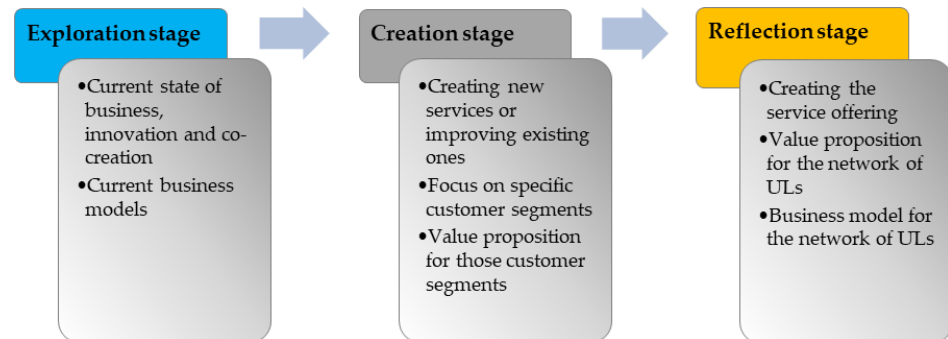 Exploration stage
•Current state of
business,
innovation and co-
creation
•Current business
models
Creation stage
•Creating new
services or
improving existing
ones
•Focus on specific
customer segments
•Value proposition
for those customer
segments
Reflection stage
•Creating the
service offering
•Value proposition
for the network of
ULs
•Business model for
the network of ULs